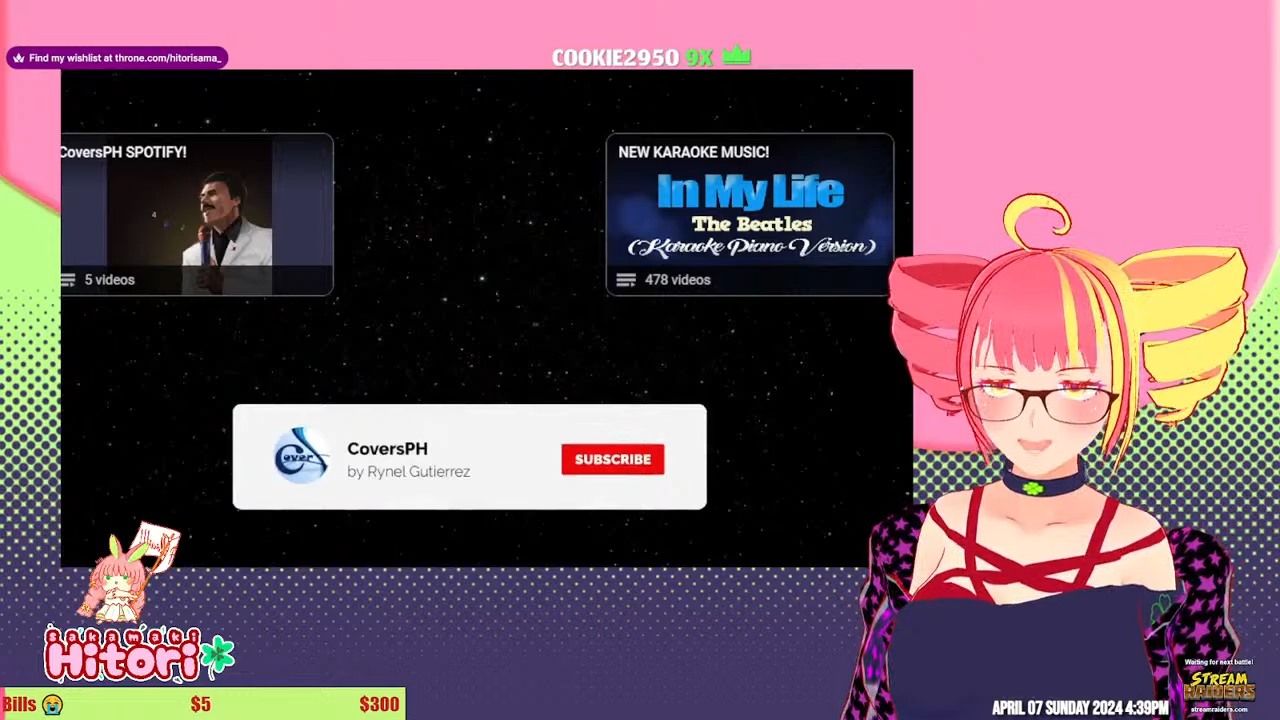 Find my wishlist at throne.com/hitorisama_
COOKIE2950 9X
CoversPH SPOTIFY!
5 videos
NEW KARAOKE MUSIC!
In My Life
The Beatles
(Karaoke Piano Version)
478 videos
CoversPH
by Rynel Gutierrez
SUBSCRIBE
Sakamaki
Hitori
Bills 😭 $5 $300
Waiting for next battle!
STREAM
RAIDERS
streamraiders.com
APRIL 07 SUNDAY 2024 4:39PM